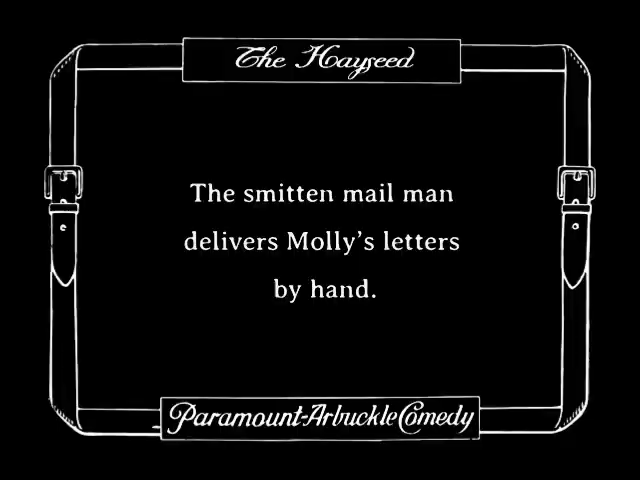 The Hayseed
The smitten mail man
delivers Molly's letters
by hand.
Paramount-Arbuckle Comedy